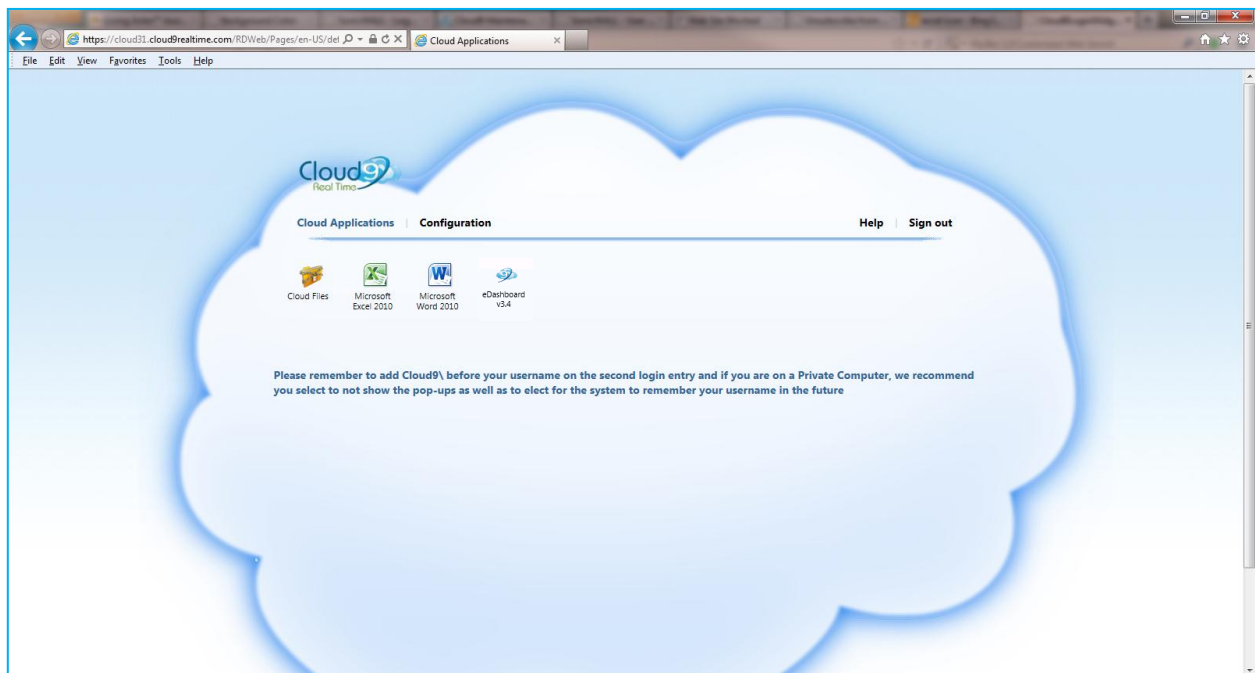 https://cloud31.cloud9realtime.com/RDWeb/Pages/en-US/def
Cloud Applications
File Edit View Favorites Tools Help
Cloud9
Real Time
Cloud Applications Configuration Help Sign out
Cloud Files
Microsoft
Excel 2010
Microsoft
Word 2010
eDashboard
v3.4
Please remember to add Cloud9\ before your username on the second login entry and if you are on a Private Computer, we recommend
you select to not show the pop-ups as well as to elect for the system to remember your username in the future